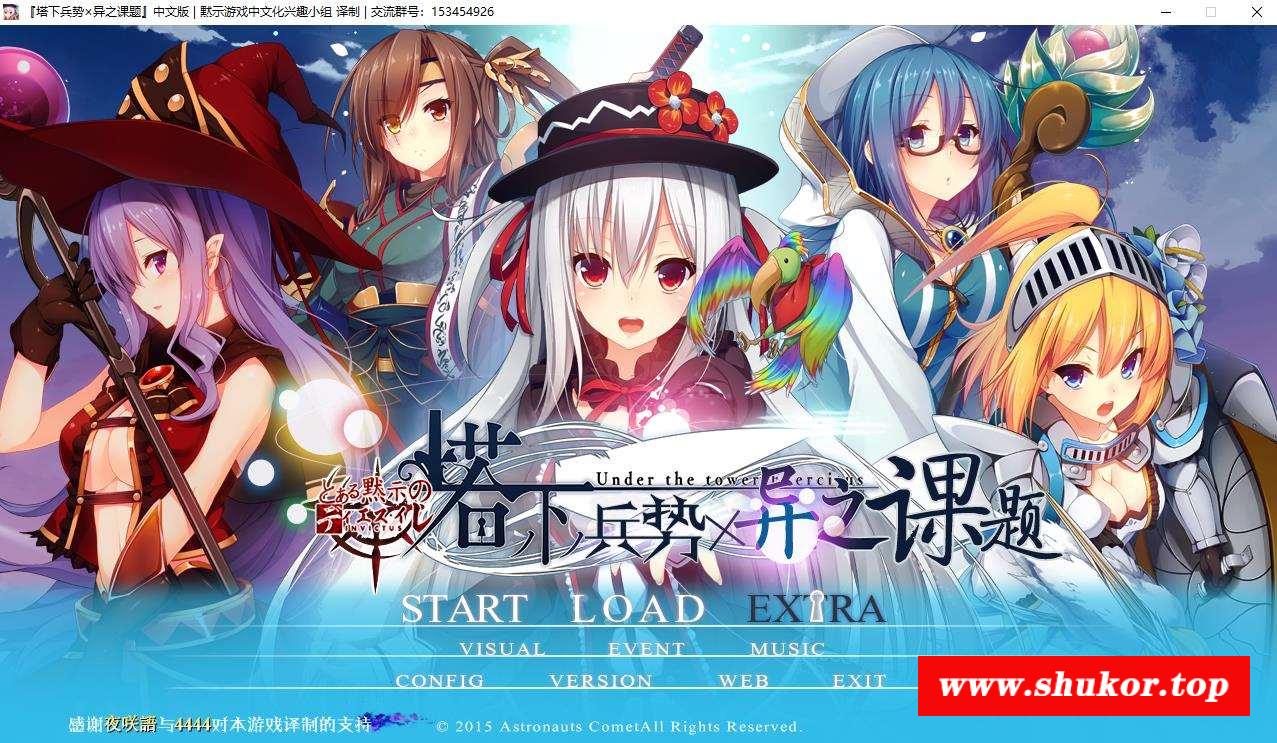 『塔下兵势×异之课题』中文版 | 黙示游戏中文化兴趣小组 译制 | 交流群号：153454926
Under the tower Exercius
とある黙示の
ディエスイレ
INVICTUS
塔下兵势×异之课题
START LOAD EXTRA
VISUAL EVENT MUSIC
CONFIG VERSION WEB EXIT
www.shukor.top
感谢夜咲語与4444对本游戏译制的支持
© 2015 Astronauts CometAll Rights Reserved.